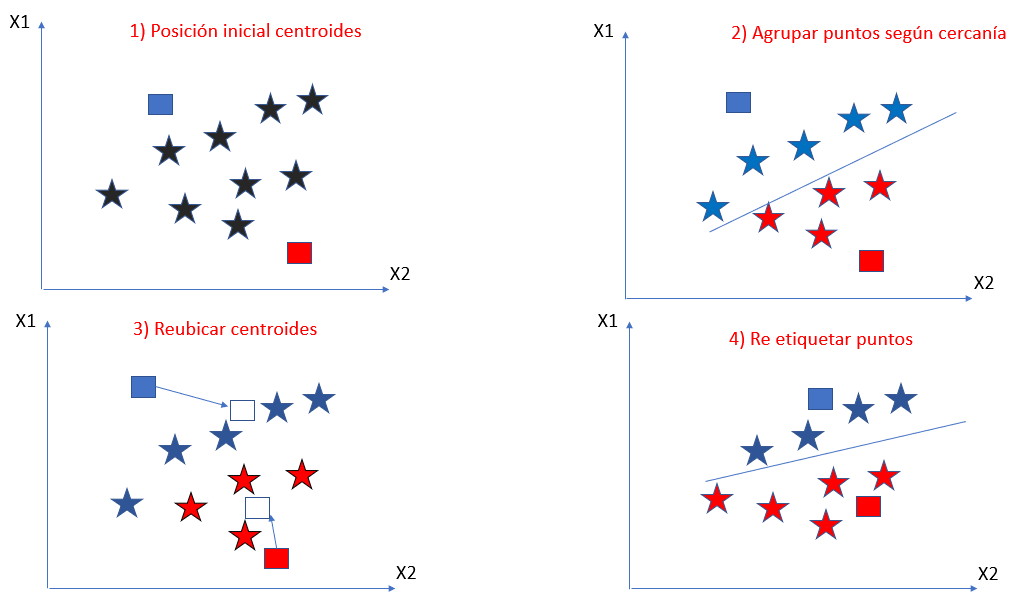 X1
1) Posición inicial centroides
X2
X1
2) Agrupar puntos según cercanía
X2
X1
3) Reubicar centroides
X2
X1
4) Re etiquetar puntos
X2